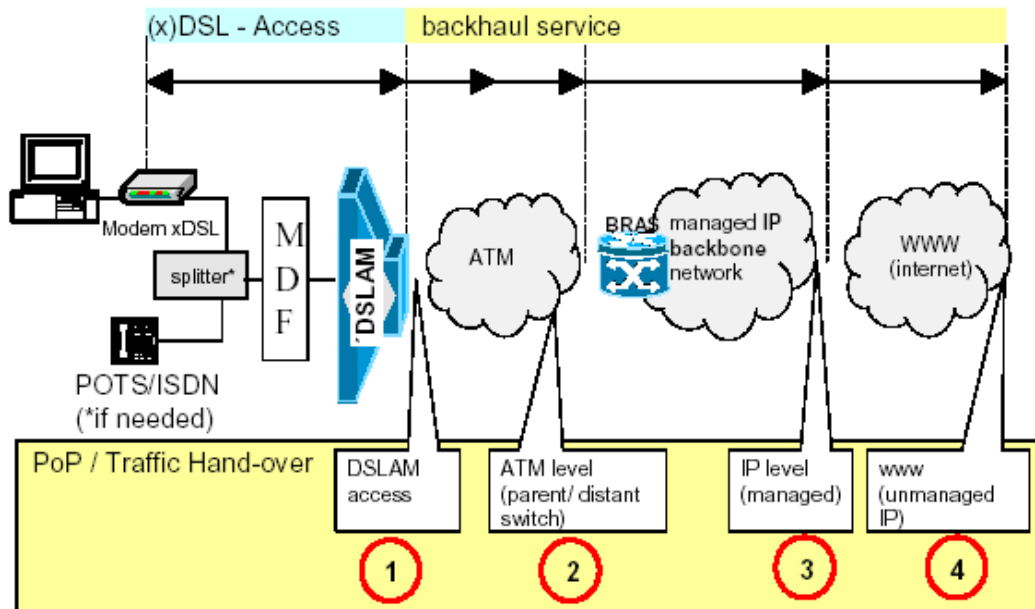 (x)DSL - Access
backhaul service
Modem xDSL
splitter*
M
D
F
´DSLAM
ATM
BRAS
managed IP
backbone
network
WWW
(internet)
POTS/ISDN
(*if needed)
PoP / Traffic Hand-over
DSLAM
access
ATM level
(parent/ distant
switch)
IP level
(managed)
www
(unmanaged
IP)
1
2
3
4